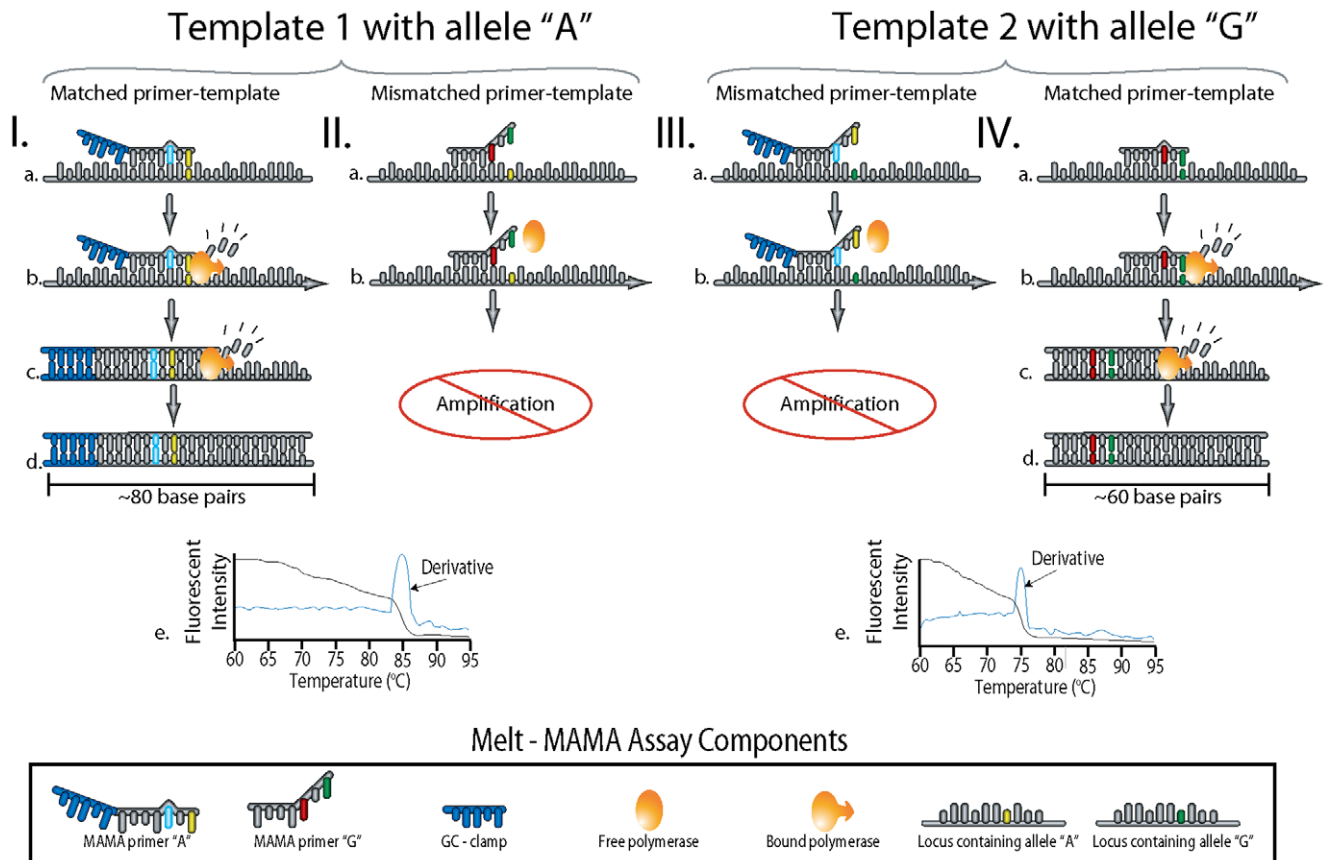 Template 1 with allele “A”
Template 2 with allele “G”
Matched primer-template
Mismatched primer-template
Mismatched primer-template
Matched primer-template
I.
II.
III.
IV.
a.
a.
a.
a.
b.
b.
b.
b.
c.
c.
Amplification
Amplification
d.
d.
~80 base pairs
~60 base pairs
e.
Fluorescent
Intensity
Derivative
60 65 70 75 80 85 90 95
Temperature (°C)
e.
Fluorescent
Intensity
Derivative
60 65 70 75 80 85 90 95
Temperature (°C)
Melt - MAMA Assay Components
MAMA primer “A”
MAMA primer “G”
GC - clamp
Free polymerase
Bound polymerase
Locus containing allele “A”
Locus containing allele “G”